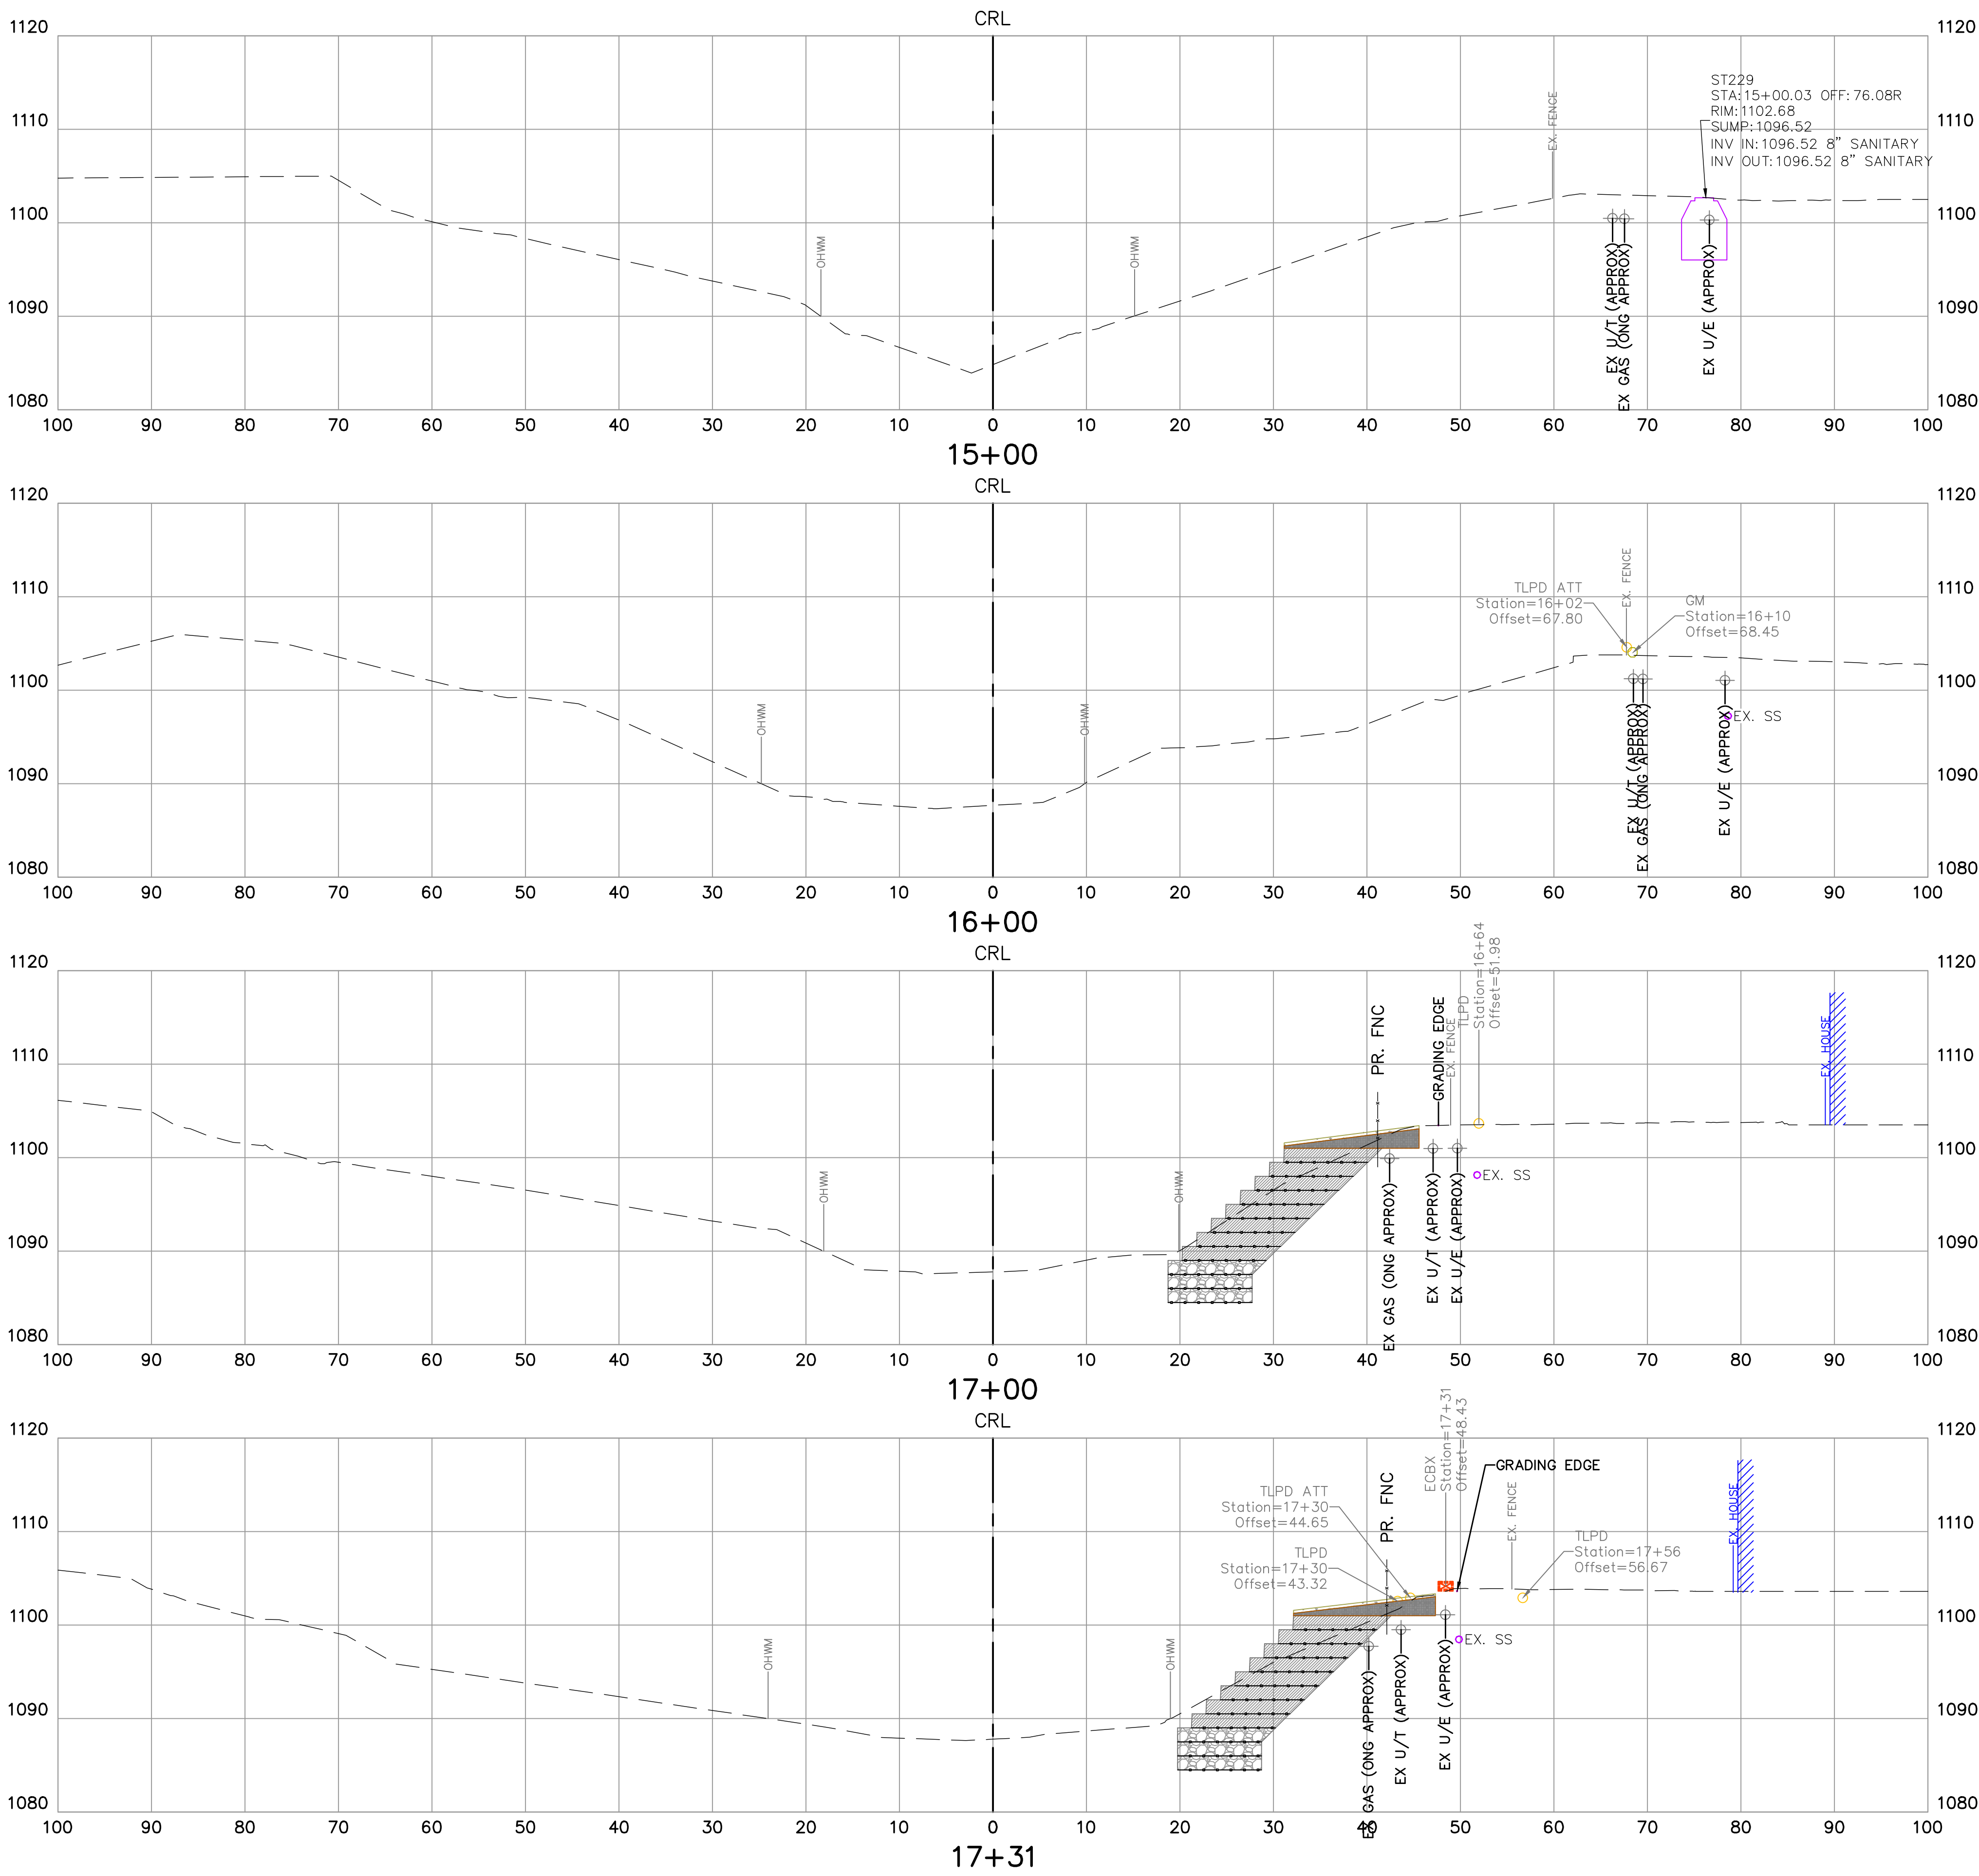 CRL
1120 1120
ST229
STA:15+00.03 OFF:76.08R
RIM:1102.68
SUMP:1096.52
INV IN:1096.52 8" SANITARY
INV OUT:1096.52 8" SANITARY
EX. FENCE
1110 1110
1100 1100
OHWM
OHWM
EX U/T (APPROX)
EX GAS (ONG APPROX)
EX U/E (APPROX)
1090 1090
1080 1080
100 90 80 70 60 50 40 30 20 10 0 10 20 30 40 50 60 70 80 90 100
15+00
CRL
1120 1120
EX. FENCE
TLPD ATT
Station=16+02
Offset=67.80
GM
Station=16+10
Offset=68.45
1110 1110
1100 1100
OHWM
OHWM
EX U/T (APPROX)
EX GAS (ONG APPROX)
EX U/E (APPROX)
EX. SS
1090 1090
1080 1080
100 90 80 70 60 50 40 30 20 10 0 10 20 30 40 50 60 70 80 90 100
16+00
CRL
1120 1120
PR. FNC
GRADING EDGE
EX. FENCE
TLPD
Station=16+64
Offset=51.98
EX. HOUSE
1110 1110
1100 1100
OHWM
OHWM
EX GAS (ONG APPROX)
EX U/T (APPROX)
EX U/E (APPROX)
EX. SS
1090 1090
1080 1080
100 90 80 70 60 50 40 30 20 10 0 10 20 30 40 50 60 70 80 90 100
17+00
CRL
1120 1120
TLPD ATT
Station=17+30
Offset=44.65
TLPD
Station=17+30
Offset=43.32
PR. FNC
ECBX
Station=17+31
Offset=48.43
GRADING EDGE
EX. FENCE
TLPD
Station=17+56
Offset=56.67
EX. HOUSE
1110 1110
1100 1100
OHWM
OHWM
EX GAS (ONG APPROX)
EX U/T (APPROX)
EX U/E (APPROX)
EX. SS
1090 1090
1080 1080
100 90 80 70 60 50 40 30 20 10 0 10 20 30 40 50 60 70 80 90 100
17+31